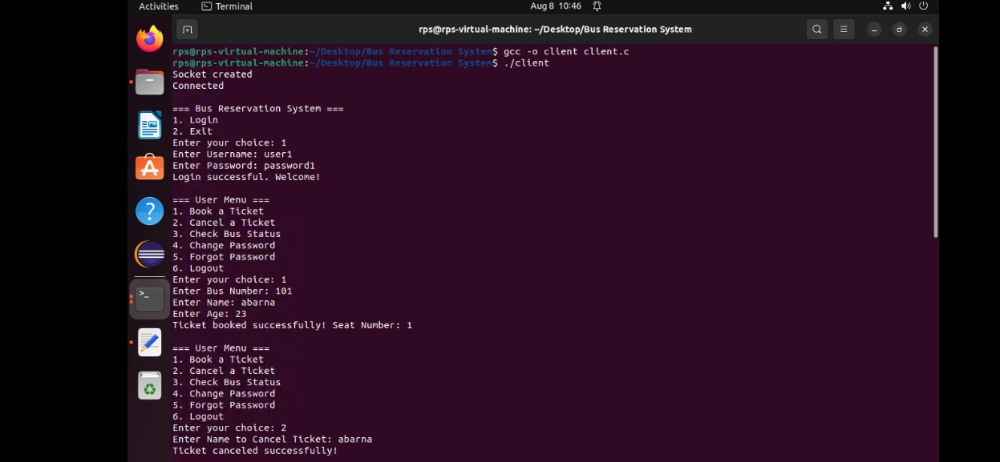 Activities
Terminal
Aug 8 10:46
rps@rps-virtual-machine: ~/Desktop/Bus Reservation System
rps@rps-virtual-machine:~/Desktop/Bus Reservation System$ gcc -o client client.c
rps@rps-virtual-machine:~/Desktop/Bus Reservation System$ ./client
Socket created
Connected
=== Bus Reservation System ===
1. Login
2. Exit
Enter your choice: 1
Enter Username: user1
Enter Password: password1
Login successful. Welcome!
=== User Menu ===
1. Book a Ticket
2. Cancel a Ticket
3. Check Bus Status
4. Change Password
5. Forgot Password
6. Logout
Enter your choice: 1
Enter Bus Number: 101
Enter Name: abarna
Enter Age: 23
Ticket booked successfully! Seat Number: 1
=== User Menu ===
1. Book a Ticket
2. Cancel a Ticket
3. Check Bus Status
4. Change Password
5. Forgot Password
6. Logout
Enter your choice: 2
Enter Name to Cancel Ticket: abarna
Ticket canceled successfully!